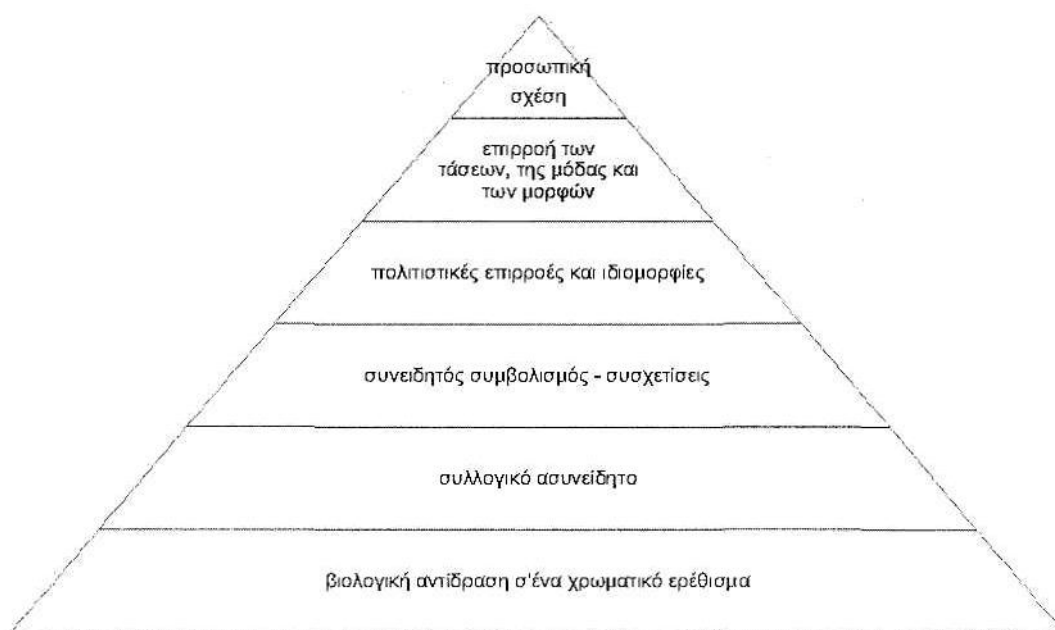 προσωπική
σχέση
επιρροή των
τάσεων, της μόδας και
των μορφών
πολιτιστικές επιρροές και ιδιομορφίες
συνειδητός συμβολισμός - συσχετίσεις
συλλογικό ασυνείδητο
βιολογική αντίδραση σ'ένα χρωματικό ερέθισμα